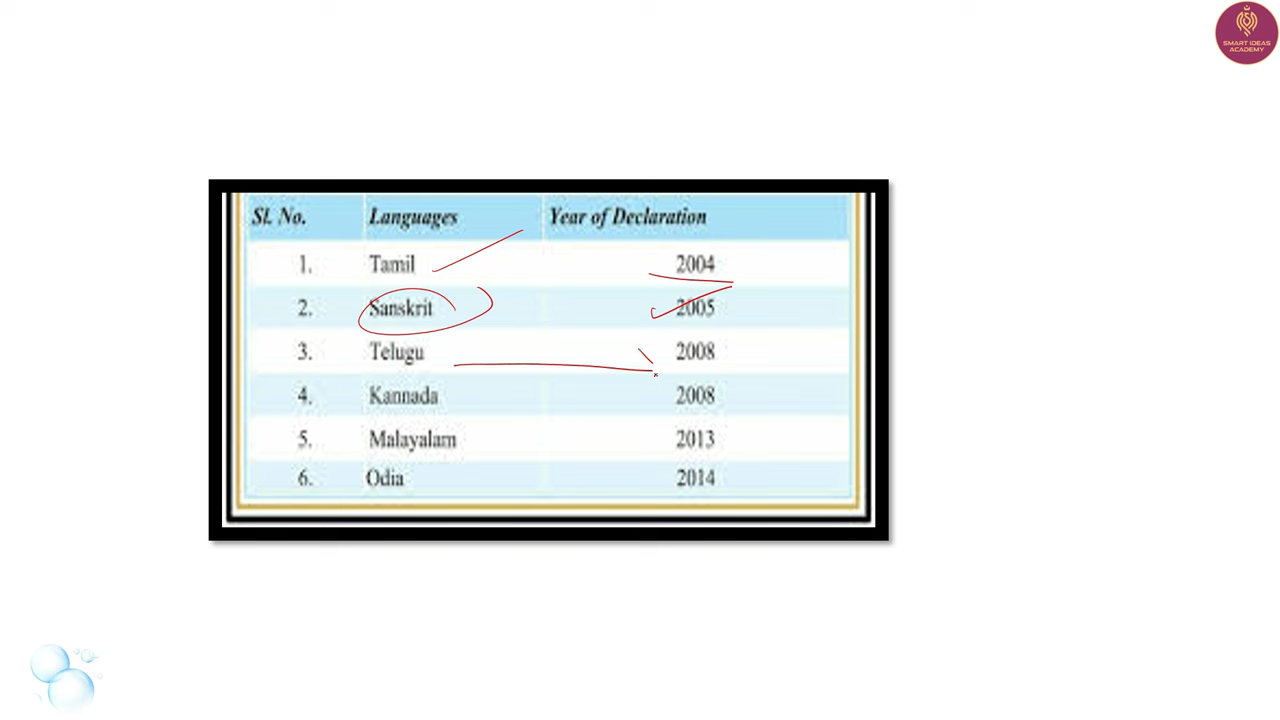 SMART IDEAS
ACADEMY
Sl. No. Languages Year of Declaration
1. Tamil 2004
2. Sanskrit 2005
3. Telugu 2008
4. Kannada 2008
5. Malayalam 2013
6. Odia 2014